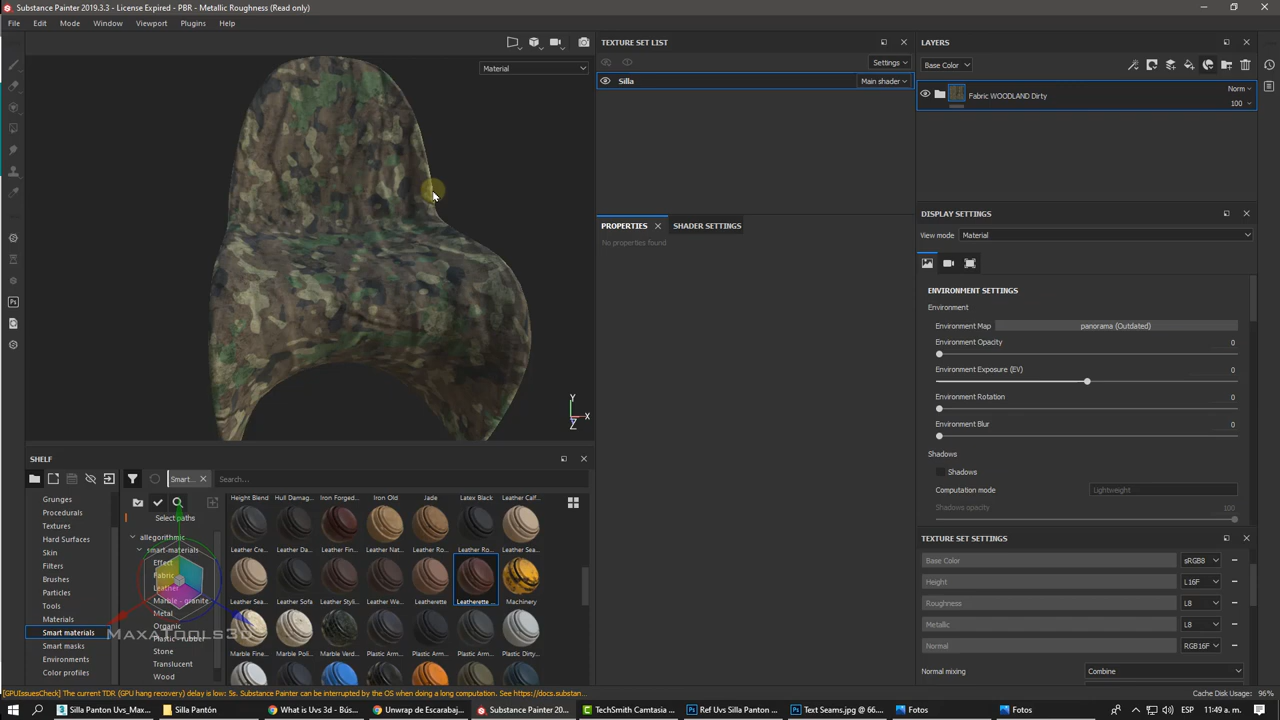 Substance Painter 2019.3.3 - License Expired - PBR - Metallic Roughness (Read only)
File Edit Mode Window Viewport Plugins Help
Material
TEXTURE SET LIST
Settings
Silla
Main shader
PROPERTIES
SHADER SETTINGS
No properties found
LAYERS
Base Color
Fabric WOODLAND Dirty
Norm
100
DISPLAY SETTINGS
View mode
Material
ENVIRONMENT SETTINGS
Environment
Environment Map
panorama (Outdated)
Environment Opacity
0
Environment Exposure (EV)
0
Environment Rotation
0
Environment Blur
0
Shadows
Shadows
Computation mode
Lightweight
Shadows opacity
100
TEXTURE SET SETTINGS
Base Color
sRGB8
Height
L16F
Roughness
L8
Metallic
L8
Normal
RGB16F
Normal mixing
Combine
Y
X
Z
SHELF
Smart...
Search...
Grunges
Procedurals
Textures
Hard Surfaces
Skin
Filters
Brushes
Particles
Tools
Materials
Smart materials
Smart masks
Environments
Color profiles
Select paths
allegorithmic
smart-materials
Effect
Fabric
Leather
Marble - granite
Metal
Organic
Plastic - rubber
Stone
Translucent
Wood
MAXATOOLS3D
Height Blend Hull Damag... Iron Forged... Iron Old Jade Latex Black Leather Calf...
Leather Cre... Leather Da... Leather Fin... Leather Nat... Leather Ro... Leather Ro... Leather Sea...
Leather Sea... Leather Sofa Leather Styli... Leather We... Leatherette Leatherette ... Machinery
Marble Fine... Marble Poli... Marble Verd... Plastic Arm... Plastic Arm... Plastic Arm... Plastic Dirty...
[GPUIssuesCheck] The current TDR (GPU hang recovery) delay is low: 5s. Substance Painter can be interrupted by the OS when doing a long computation. See https://docs.substan...
Cache Disk Usage: 96%
Silla Panton Uvs_Max...
Silla Pantón
What is Uvs 3d - Bús...
Unwrap de Escarabaj...
Substance Painter 20...
TechSmith Camtasia ...
Ref Uvs Silla Panton ...
Text Seams.jpg @ 66....
Fotos
Fotos
ESP
11:49 a. m.